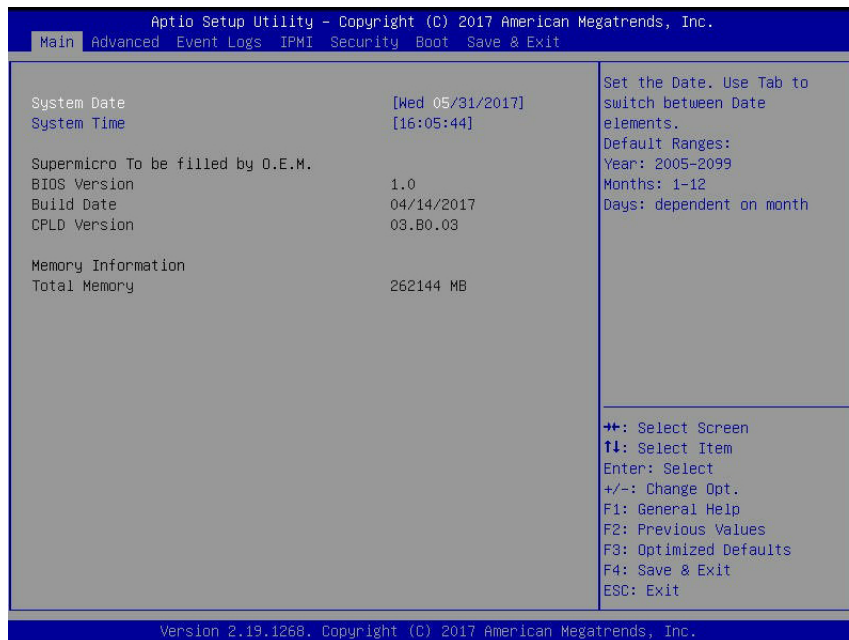 Aptio Setup Utility – Copyright (C) 2017 American Megatrends, Inc.
Main Advanced Event Logs IPMI Security Boot Save & Exit
System Date [Wed 05/31/2017]
System Time [16:05:44]
Supermicro To be filled by O.E.M.
BIOS Version 1.0
Build Date 04/14/2017
CPLD Version 03.B0.03
Memory Information
Total Memory 262144 MB
Set the Date. Use Tab to
switch between Date
elements.
Default Ranges:
Year: 2005-2099
Months: 1-12
Days: dependent on month
→←: Select Screen
↑↓: Select Item
Enter: Select
+/-: Change Opt.
F1: General Help
F2: Previous Values
F3: Optimized Defaults
F4: Save & Exit
ESC: Exit
Version 2.19.1268. Copyright (C) 2017 American Megatrends, Inc.